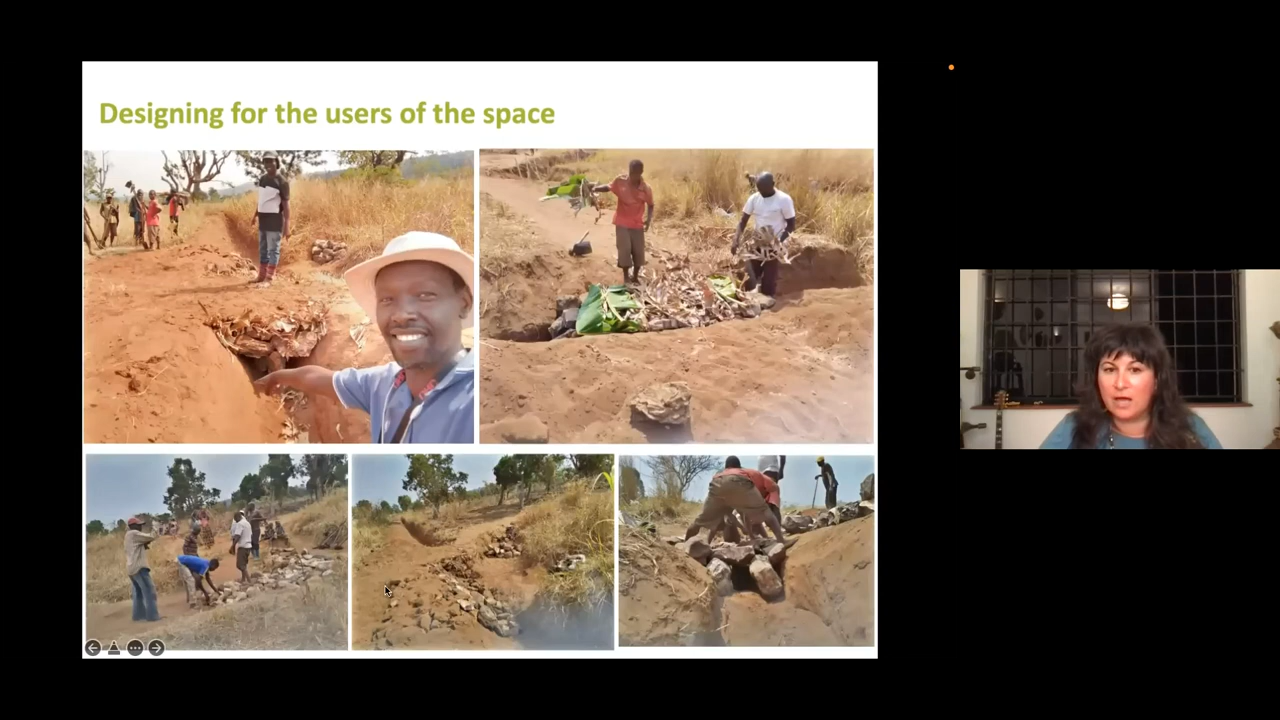 Designing for the users of the space